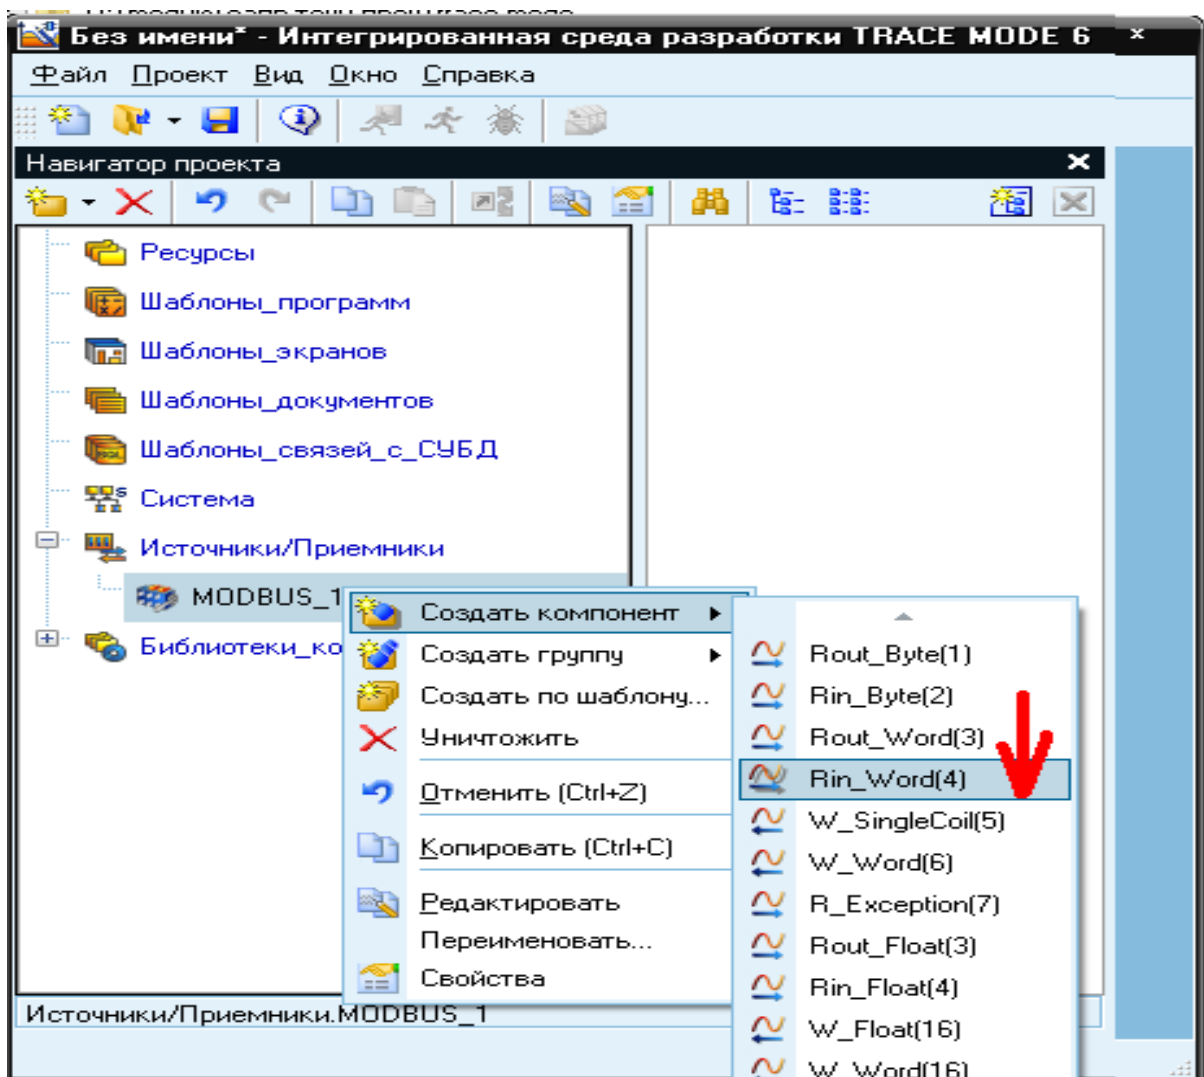 Без имени* - Интегрированная среда разработки TRACE MODE 6
Файл Проект Вид Окно Справка
Навигатор проекта
Ресурсы
Шаблоны_программ
Шаблоны_экранов
Шаблоны_документов
Шаблоны_связей_с_СУБД
Система
Источники/Приемники
MODBUS_1
Библиотеки_ко
Создать компонент
Создать группу
Создать по шаблону...
Уничтожить
Отменить (Ctrl+Z)
Копировать (Ctrl+C)
Редактировать
Переименовать...
Свойства
Rout_Byte(1)
Rin_Byte(2)
Rout_Word(3)
Rin_Word(4)
W_SingleCoil(5)
W_Word(6)
R_Exception(7)
Rout_Float(3)
Rin_Float(4)
W_Float(16)
W_Word(16)
Источники/Приемники.MODBUS_1